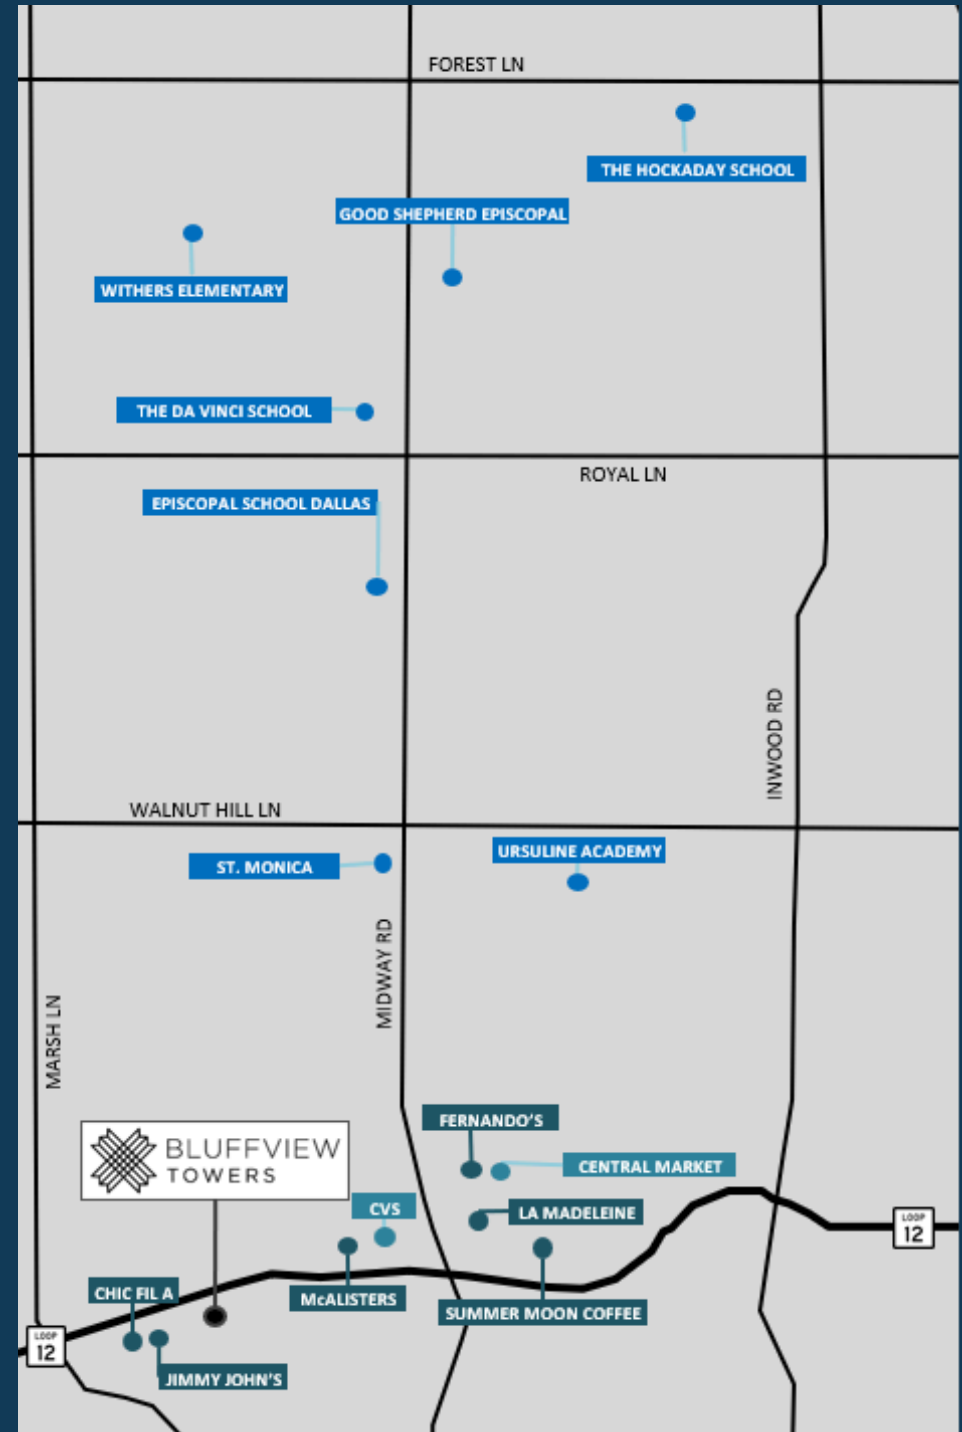 FOREST LN
THE HOCKADAY SCHOOL
GOOD SHEPHERD EPISCOPAL
WITHERS ELEMENTARY
THE DA VINCI SCHOOL
ROYAL LN
EPISCOPAL SCHOOL DALLAS
INWOOD RD
WALNUT HILL LN
URSULINE ACADEMY
ST. MONICA
MIDWAY RD
MARSH LN
FERNANDO'S
BLUFFVIEW
TOWERS
CENTRAL MARKET
CVS
LA MADELEINE
LOOP
12
CHIC FIL A
McALISTERS
SUMMER MOON COFFEE
LOOP
12
JIMMY JOHN'S